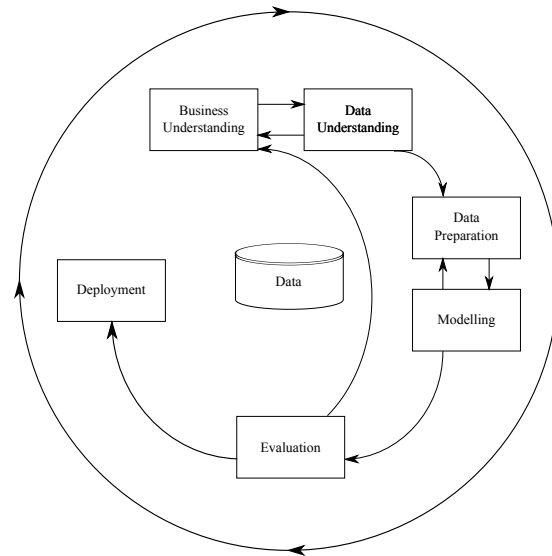 Business
Understanding
Data
Understanding
Data
Preparation
Deployment
Data
Modelling
Evaluation